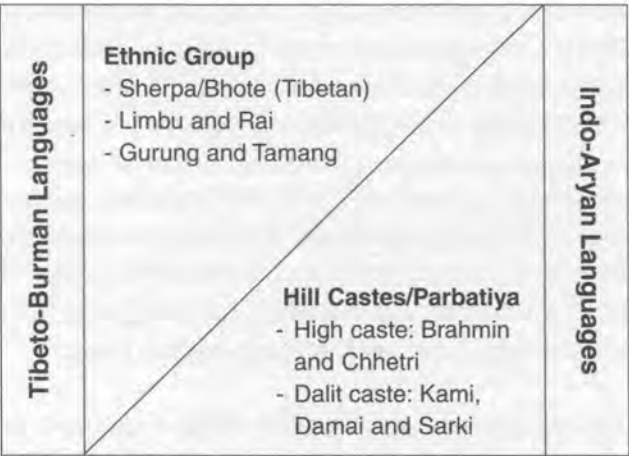 Tibeto-Burman Languages
Ethnic Group
- Sherpa/Bhote (Tibetan)
- Limbu and Rai
- Gurung and Tamang
Hill Castes/Parbatiya
- High caste: Brahmin
and Chhetri
- Dalit caste: Kami,
Damai and Sarki
Indo-Aryan Languages